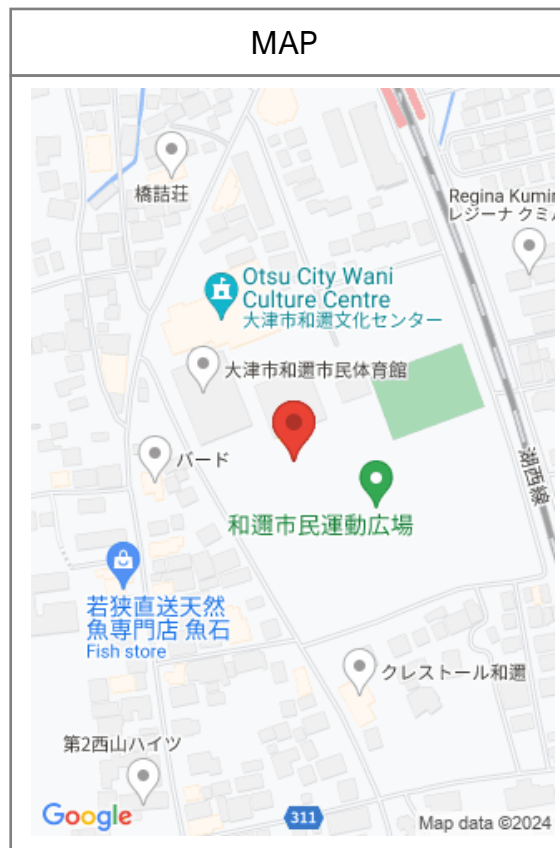 MAP
橋詰荘
Regina Kumir
レジーナ クミ
Otsu City Wani
Culture Centre
大津市和邇文化センター
大津市和邇市民体育館
バード
和邇市民運動広場
湖西線
若狭直送天然
魚専門店 魚石
Fish store
クレストール和邇
第2西山ハイツ
Google
311
Map data ©2024